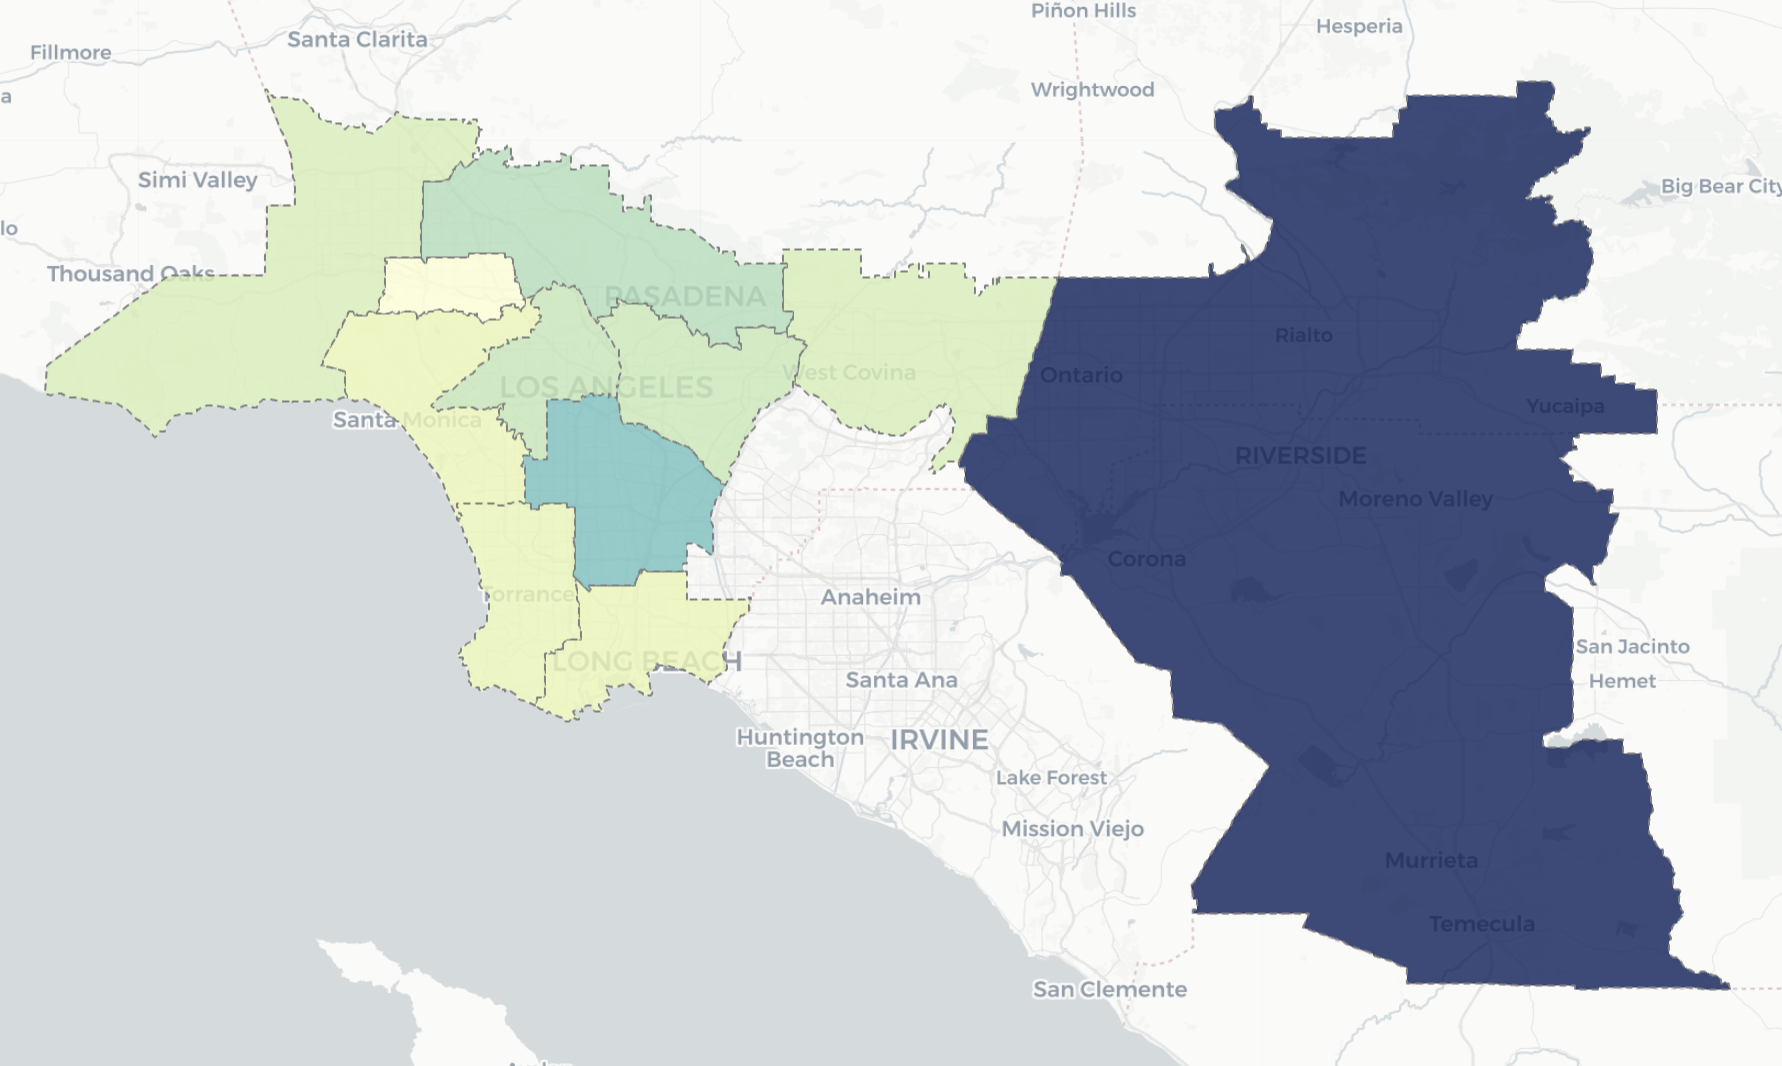 Piñon Hills
Hesperia
Santa Clarita
Fillmore
Wrightwood
a
Simi Valley
Big Bear City
lo
Thousand Oaks
PASADENA
Rialto
West Covina
Ontario
LOS ANGELES
Yucaipa
Santa Monica
RIVERSIDE
Moreno Valley
Corona
Torrance
Anaheim
San Jacinto
LONG BEACH
Santa Ana
Hemet
Huntington
Beach
IRVINE
Lake Forest
Mission Viejo
Murrieta
Temecula
San Clemente